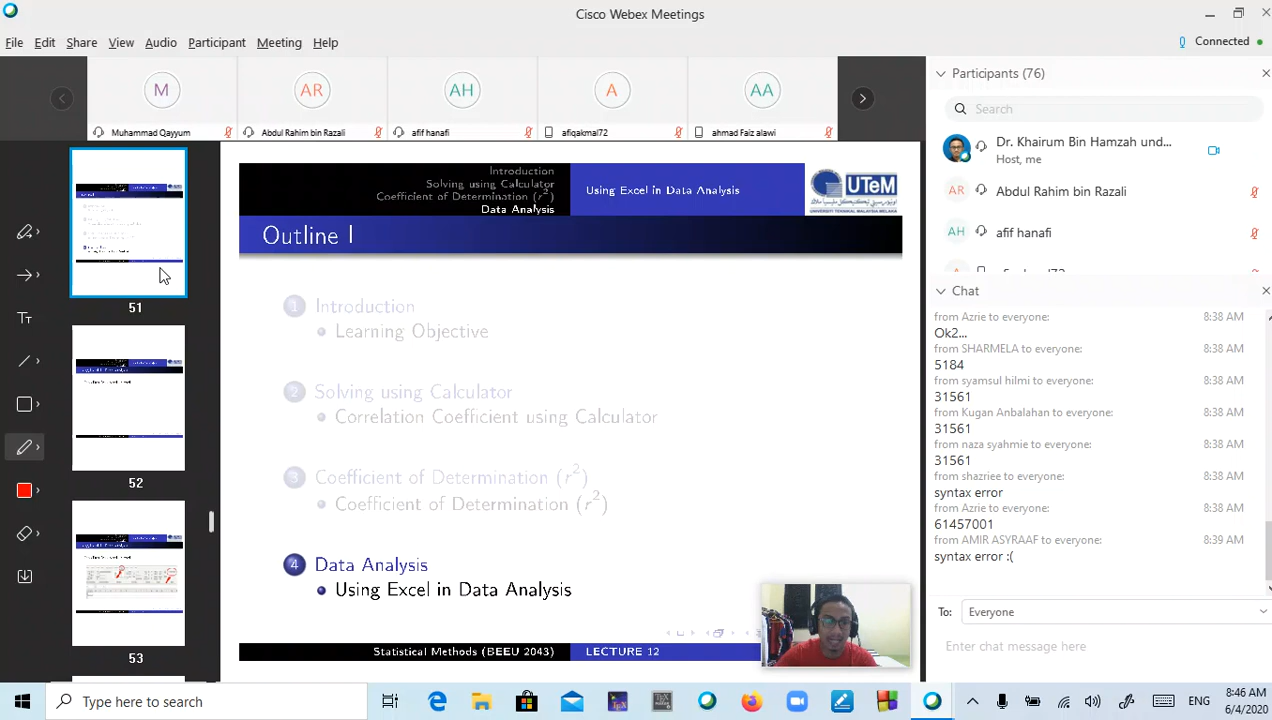 Cisco Webex Meetings
File Edit Share View Audio Participant Meeting Help
Connected
M AR AH A AA
Muhammad Qayyum Abdul Rahim bin Razali afif hanafi afiqakmal72 ahmad Faiz alawi
Participants (76)
Search
Dr. Khairum Bin Hamzah und...
Host, me
AR Abdul Rahim bin Razali
AH afif hanafi
51
52
53
Tт
Introduction
Solving using Calculator
Coefficient of Determination (r²)
Data Analysis
Using Excel in Data Analysis
UTeM
UNIVERSITI TEKNIKAL MALAYSIA MELAKA
Outline I
1 Introduction
Learning Objective
2 Solving using Calculator
Correlation Coefficient using Calculator
3 Coefficient of Determination (r²)
Coefficient of Determination (r²)
4 Data Analysis
Using Excel in Data Analysis
Statistical Methods (BEEU 2043) LECTURE 12
Chat
from Azrie to everyone: 8:38 AM
Ok2...
from SHARMELA to everyone: 8:38 AM
5184
from syamsul hilmi to everyone: 8:38 AM
31561
from Kugan Anbalahan to everyone: 8:38 AM
31561
from naza syahmie to everyone: 8:38 AM
31561
from shazriee to everyone: 8:38 AM
syntax error
from Azrie to everyone: 8:38 AM
61457001
from AMIR ASYRAAF to everyone: 8:39 AM
syntax error :(
To: Everyone
Enter chat message here
Type here to search
ENG
8:46 AM
6/4/2020